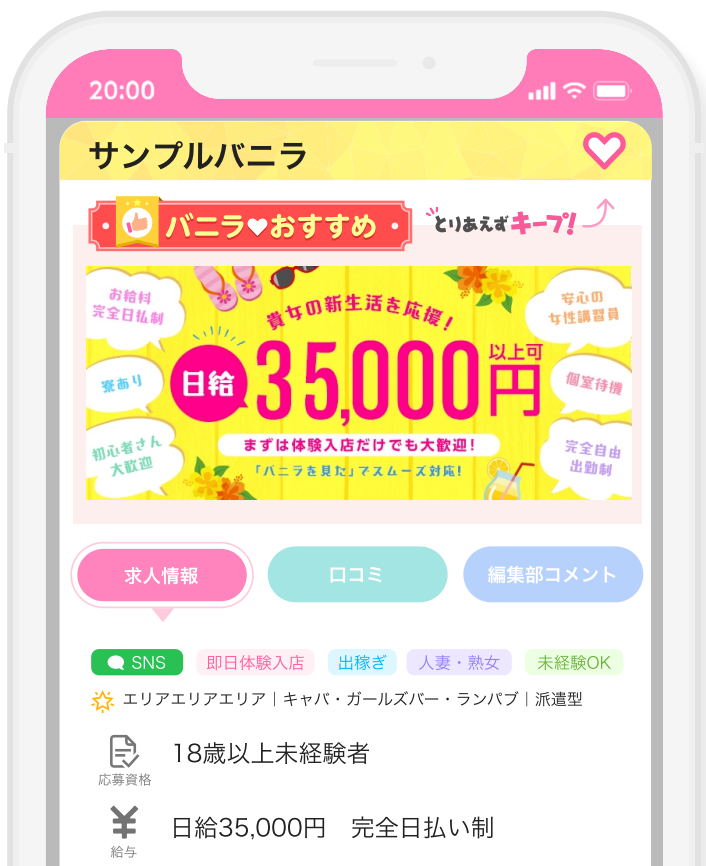 20:00
サンプルバニラ
バニラ♥おすすめ
とりあえずキープ!
お給料
完全日払制
貴女の新生活を応援!
安心の
女性講習員
寮あり
日給35,000円以上可
個室待機
初心者さん
大歓迎
まずは体験入店だけでも大歓迎!
「バニラを見た」でスムーズ対応!
完全自由
出勤制
求人情報
口コミ
編集部コメント
SNS
即日体験入店
出稼ぎ
人妻・熟女
未経験OK
エリアエリアエリア｜キャバ・ガールズバー・ランパブ｜派遣型
応募資格
18歳以上未経験者
給与
日給35,000円　完全日払い制